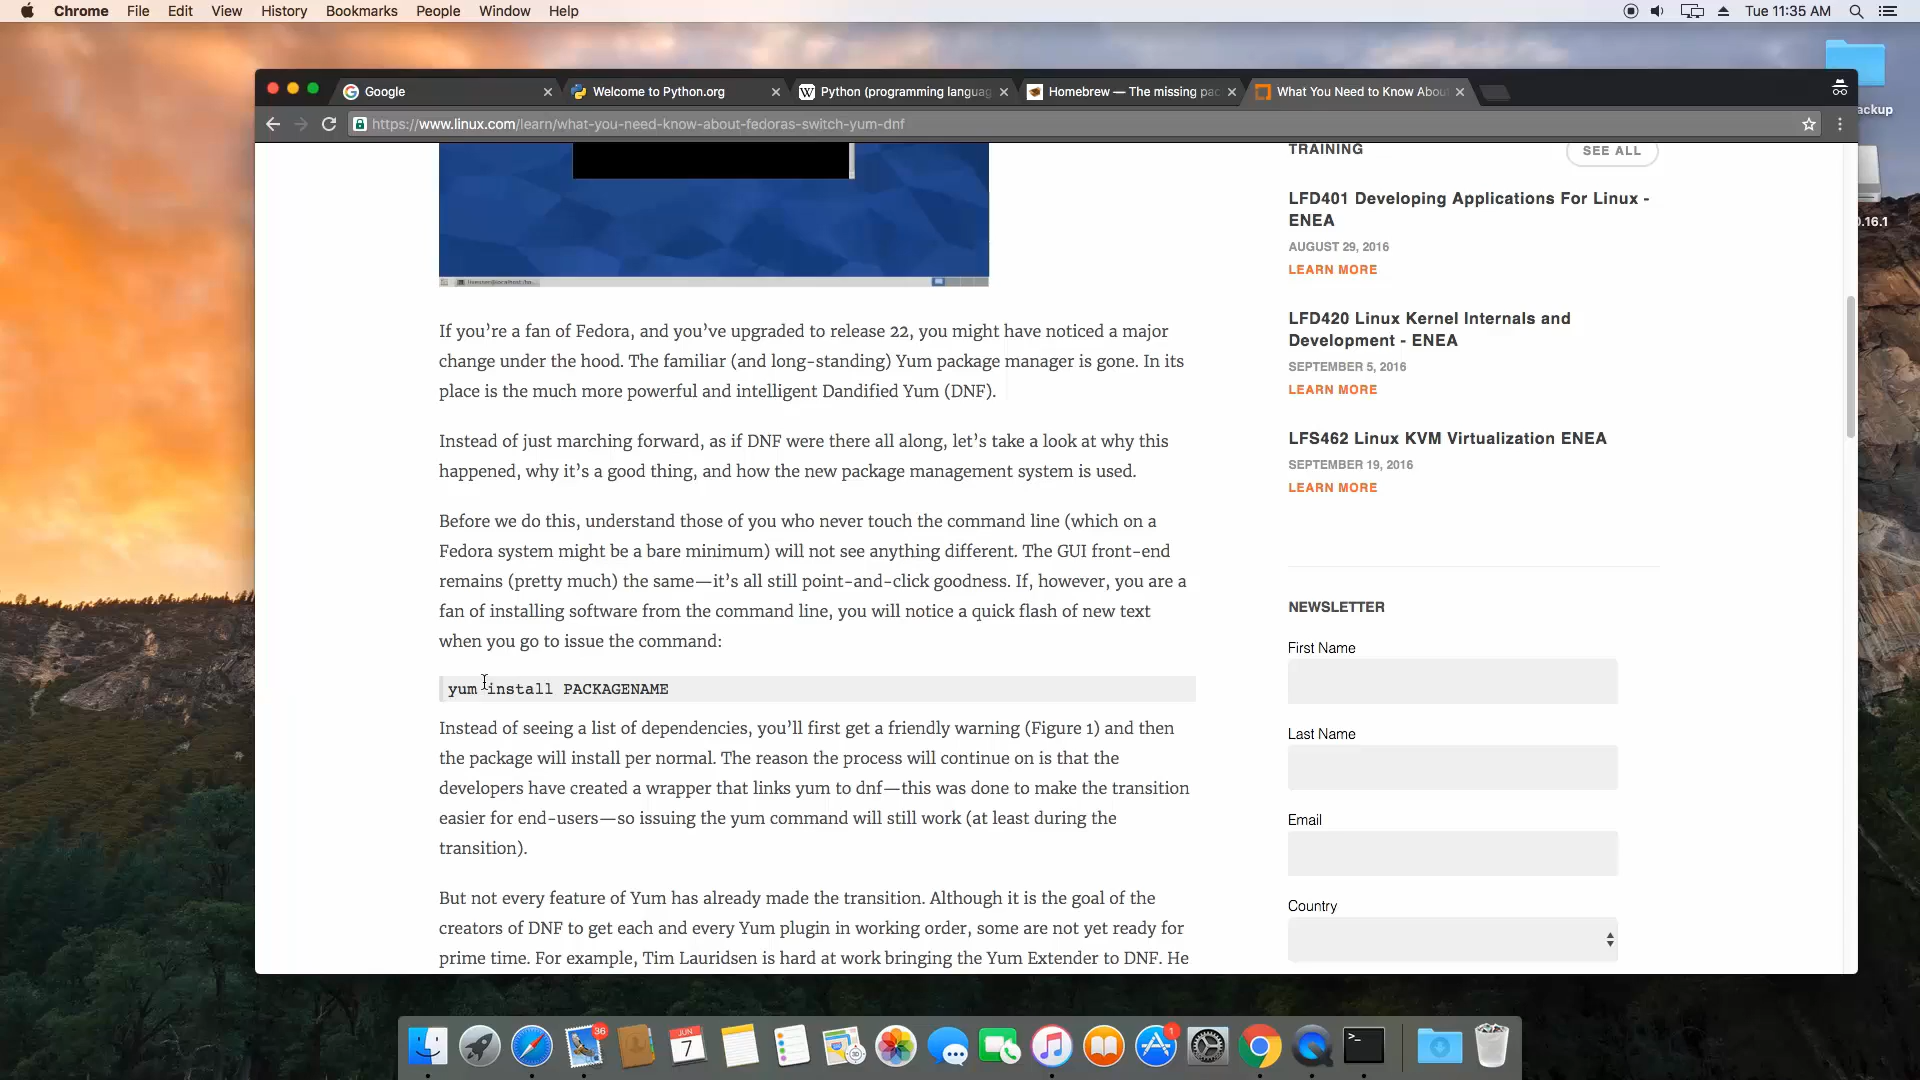 Chrome File Edit View History Bookmarks People Window Help
Tue 11:35 AM
Google
Welcome to Python.org
Python (programming languag
Homebrew — The missing pac
What You Need to Know Abou
https://www.linux.com/learn/what-you-need-know-about-fedoras-switch-yum-dnf
ackup
0.16.1
If you’re a fan of Fedora, and you’ve upgraded to release 22, you might have noticed a major
change under the hood. The familiar (and long-standing) Yum package manager is gone. In its
place is the much more powerful and intelligent Dandified Yum (DNF).
Instead of just marching forward, as if DNF were there all along, let’s take a look at why this
happened, why it’s a good thing, and how the new package management system is used.
Before we do this, understand those of you who never touch the command line (which on a
Fedora system might be a bare minimum) will not see anything different. The GUI front-end
remains (pretty much) the same—it’s all still point-and-click goodness. If, however, you are a
fan of installing software from the command line, you will notice a quick flash of new text
when you go to issue the command:
yum install PACKAGENAME
Instead of seeing a list of dependencies, you’ll first get a friendly warning (Figure 1) and then
the package will install per normal. The reason the process will continue on is that the
developers have created a wrapper that links yum to dnf—this was done to make the transition
easier for end-users—so issuing the yum command will still work (at least during the
transition).
But not every feature of Yum has already made the transition. Although it is the goal of the
creators of DNF to get each and every Yum plugin in working order, some are not yet ready for
prime time. For example, Tim Lauridsen is hard at work bringing the Yum Extender to DNF. He
TRAINING
SEE ALL
LFD401 Developing Applications For Linux -
ENEA
AUGUST 29, 2016
LEARN MORE
LFD420 Linux Kernel Internals and
Development - ENEA
SEPTEMBER 5, 2016
LEARN MORE
LFS462 Linux KVM Virtualization ENEA
SEPTEMBER 19, 2016
LEARN MORE
NEWSLETTER
First Name
Last Name
Email
Country
36
JUN
7
1